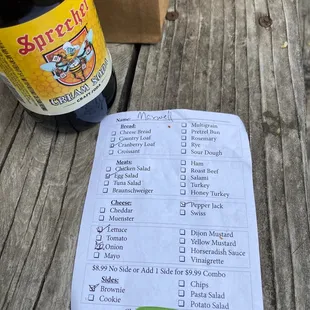 Sprecher
CREAM SODA
Name: Maxwell
Bread:
Cheese Bread
Country Loaf
Cranberry Loaf
Croissant
Multigrain
Pretzel Bun
Rosemary
Rye
Sour Dough
Meats:
Chicken Salad
Egg Salad
Tuna Salad
Braunschweiger
Ham
Roast Beef
Salami
Turkey
Honey Turkey
Cheese:
Cheddar
Muenster
Pepper Jack
Swiss
Lettuce
Tomato
Onion
Mayo
Dijon Mustard
Yellow Mustard
Horseradish Sauce
Vinaigrette
$8.99 No Side or Add 1 Side for $9.99 Combo
Sides:
Brownie
Cookie
Chips
Pasta Salad
Potato Salad